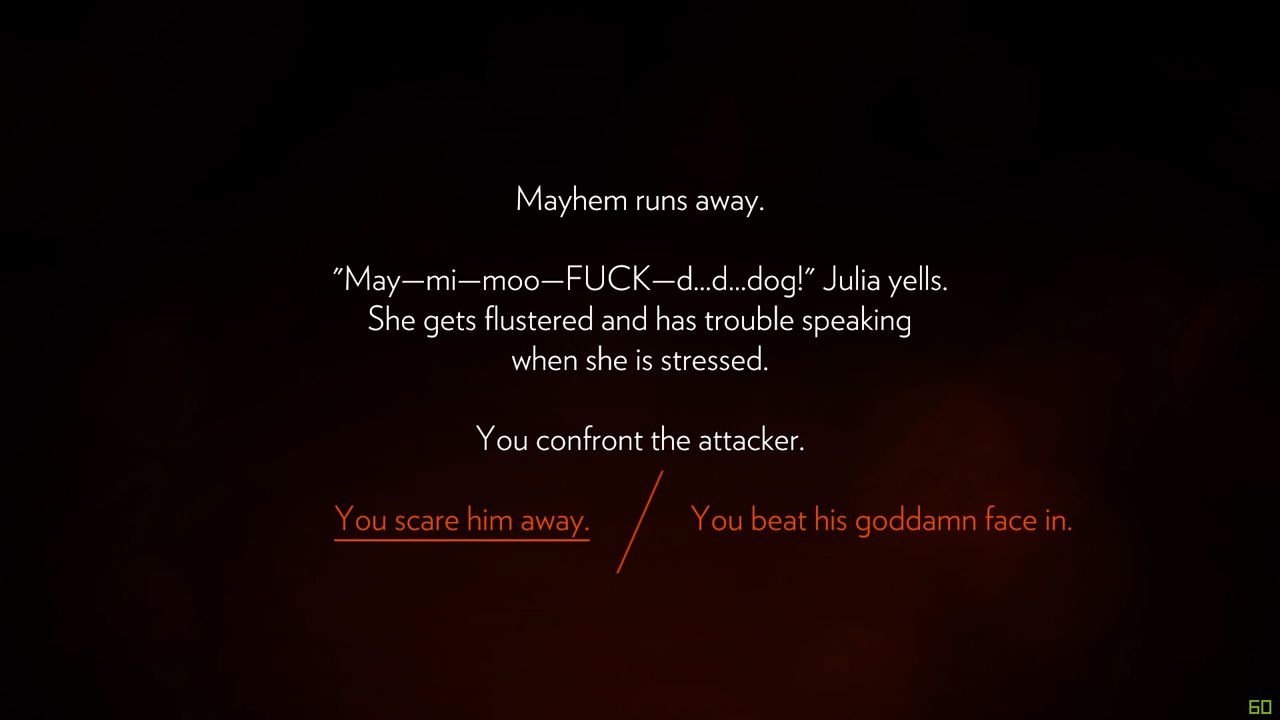 Mayhem runs away.
"May—mi—moo—FUCK—d...d...dog!" Julia yells.
She gets flustered and has trouble speaking
when she is stressed.
You confront the attacker.
You scare him away. / You beat his goddamn face in.
60